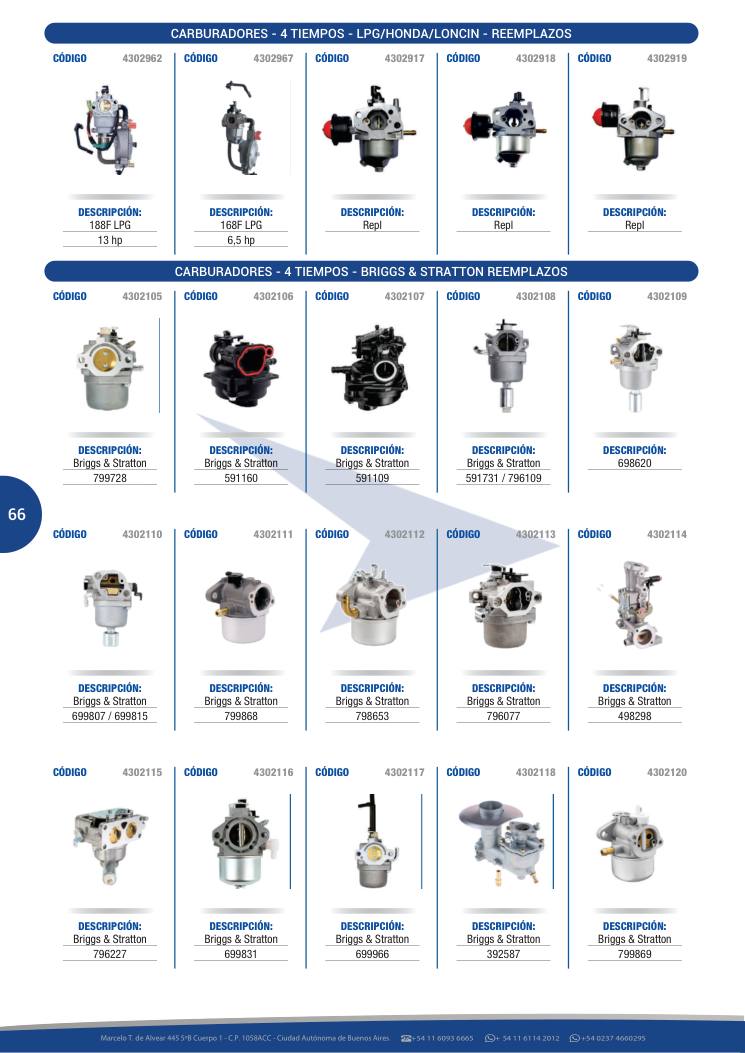 CARBURADORES - 4 TIEMPOS - LPG/HONDA/LONCIN - REEMPLAZOS
CÓDIGO 4302962
DESCRIPCIÓN:
188F LPG
13 hp
CÓDIGO 4302967
DESCRIPCIÓN:
168F LPG
6,5 hp
CÓDIGO 4302917
DESCRIPCIÓN:
Repl
CÓDIGO 4302918
DESCRIPCIÓN:
Repl
CÓDIGO 4302919
DESCRIPCIÓN:
Repl
CARBURADORES - 4 TIEMPOS - BRIGGS & STRATTON REEMPLAZOS
CÓDIGO 4302105
DESCRIPCIÓN:
Briggs & Stratton
799728
CÓDIGO 4302106
DESCRIPCIÓN:
Briggs & Stratton
591160
CÓDIGO 4302107
DESCRIPCIÓN:
Briggs & Stratton
591109
CÓDIGO 4302108
DESCRIPCIÓN:
Briggs & Stratton
591731 / 796109
CÓDIGO 4302109
DESCRIPCIÓN:
698620
66
CÓDIGO 4302110
DESCRIPCIÓN:
Briggs & Stratton
699807 / 699815
CÓDIGO 4302111
DESCRIPCIÓN:
Briggs & Stratton
799868
CÓDIGO 4302112
DESCRIPCIÓN:
Briggs & Stratton
798653
CÓDIGO 4302113
DESCRIPCIÓN:
Briggs & Stratton
796077
CÓDIGO 4302114
DESCRIPCIÓN:
Briggs & Stratton
498298
CÓDIGO 4302115
DESCRIPCIÓN:
Briggs & Stratton
796227
CÓDIGO 4302116
DESCRIPCIÓN:
Briggs & Stratton
699831
CÓDIGO 4302117
DESCRIPCIÓN:
Briggs & Stratton
699966
CÓDIGO 4302118
DESCRIPCIÓN:
Briggs & Stratton
392587
CÓDIGO 4302120
DESCRIPCIÓN:
Briggs & Stratton
799869
Marcelo T. de Alvear 445 5ºB Cuerpo 1 - C.P. 1058ACC - Ciudad Autónoma de Buenos Aires. +54 11 6093 6665 + 54 11 6114 2012 +54 0237 4660295